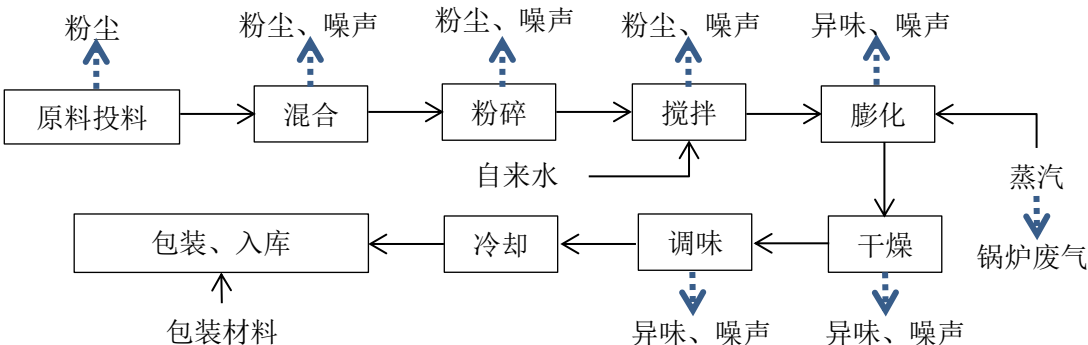 粉尘
粉尘、噪声
粉尘、噪声
粉尘、噪声
异味、噪声
原料投料
混合
粉碎
搅拌
膨化
自来水
蒸汽
包装、入库
冷却
调味
干燥
锅炉废气
包装材料
异味、噪声
异味、噪声